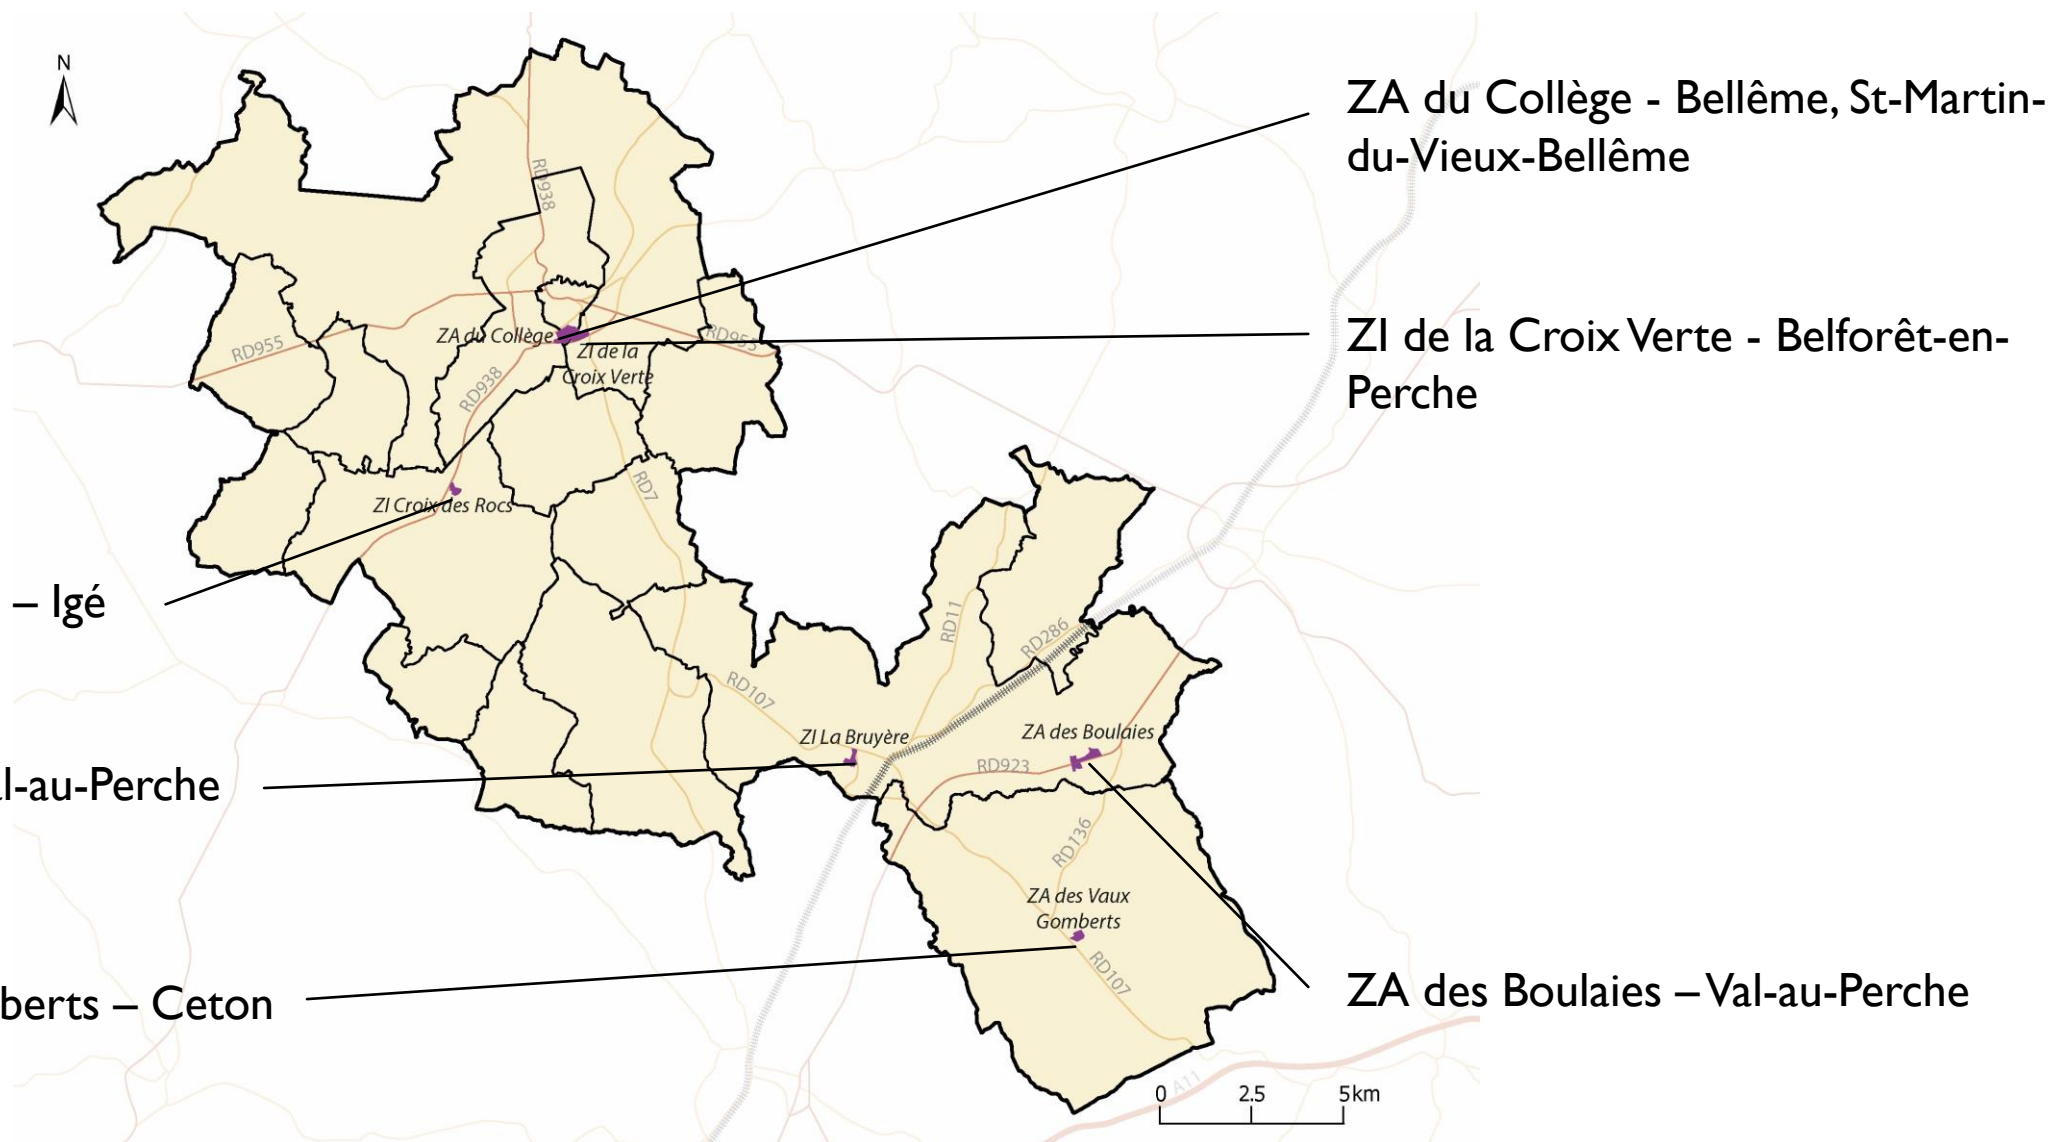 N
ZA du Collège - Bellême, St-Martin-
du-Vieux-Bellême
RD938
ZI de la Croix Verte - Belforêt-en-
Perche
RD955
RD955
ZA du Collège
ZI de la
Croix Verte
RD938
RD7
ZI Croix des Rocs
– Igé
RD11
RD286
RD107
ZI La Bruyère
ZA des Boulaies
RD923
l-au-Perche
RD136
ZA des Vaux
Gomberts
RD107
berts – Ceton
ZA des Boulaies – Val-au-Perche
A11
0 2.5 5km